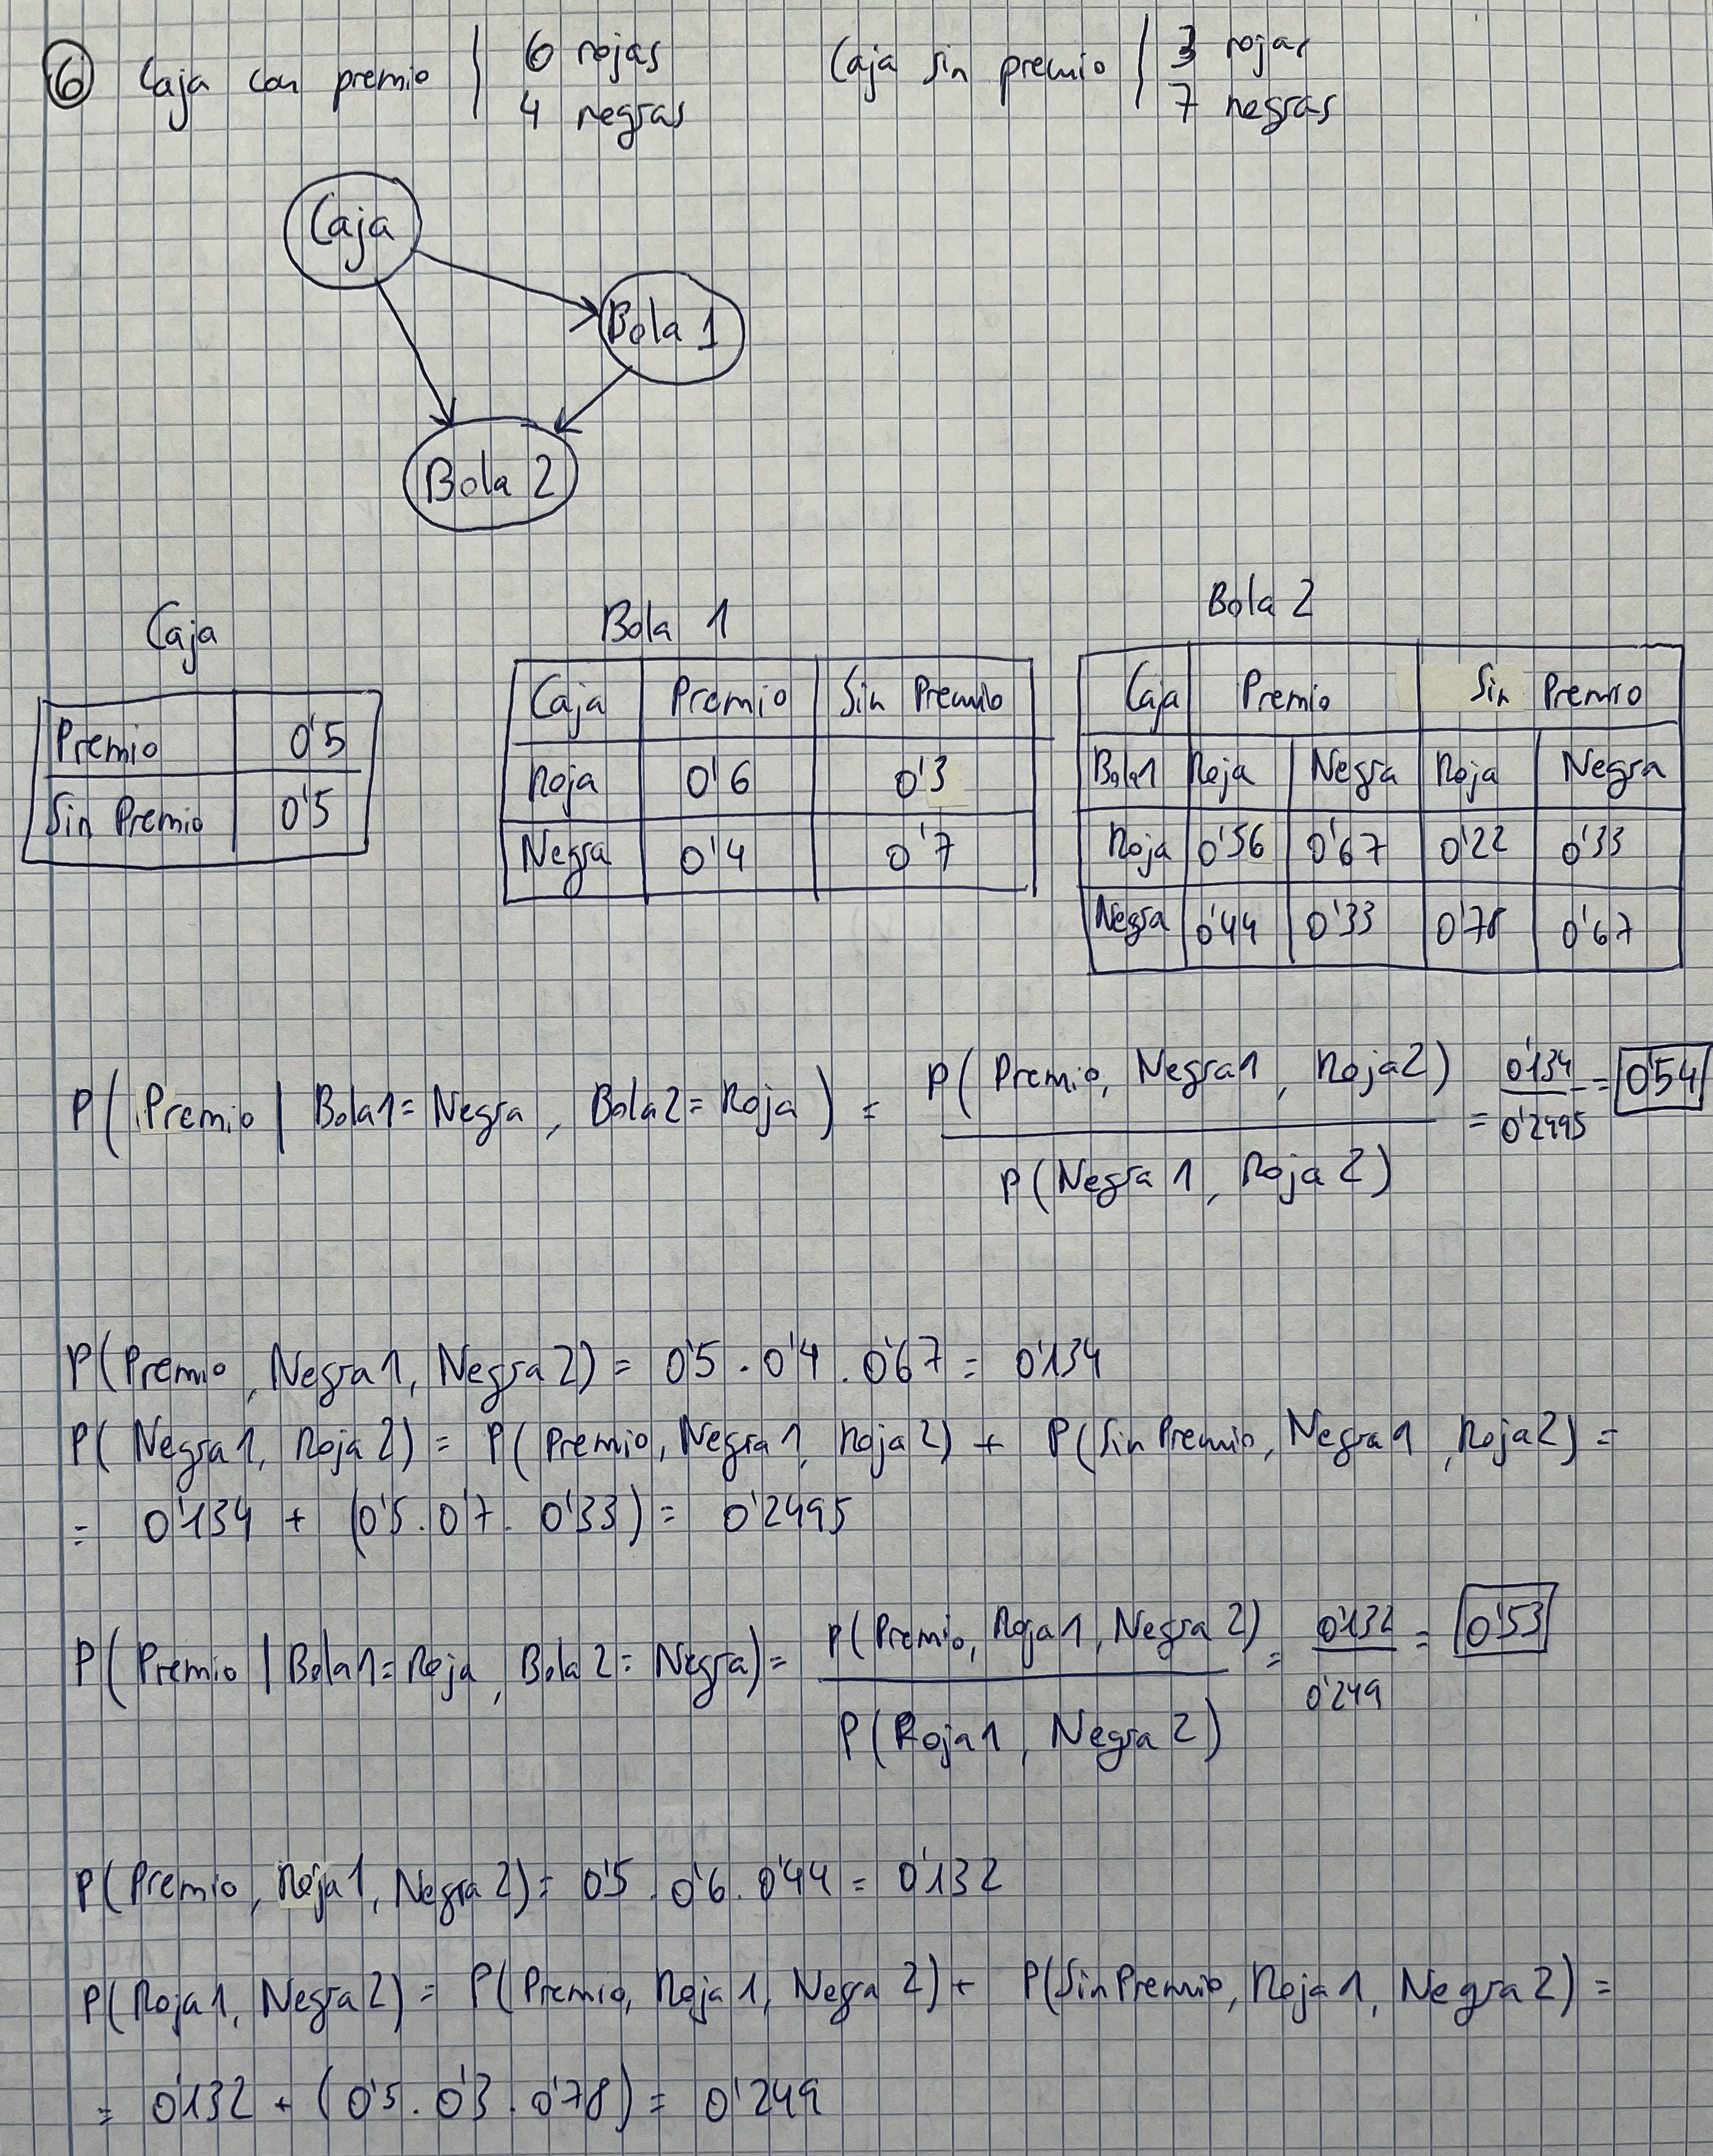 6 Caja con premio | 6 rojas Caja sin premio | 3 rojas
4 negras 7 negras
Caja
Bola 1
Bola 2
Caja
Premio 0'5
Sin Premio 0'5
Bola 1
Caja Premio Sin Premio
Roja 0'6 0'3
Negra 0'4 0'7
Bola 2
Caja Premio Sin Premio
Bola1 Roja Negra Roja Negra
Roja 0'56 0'67 0'22 0'33
Negra 0'44 0'33 0'78 0'67
P(Premio | Bola1 = Negra, Bola2 = Roja) = P(Premio, Negra1, Roja2) / P(Negra 1, Roja 2) = 0'134 / 0'2495 = 0'54
P(Premio, Negra1, Negra2) = 0'5 · 0'4 · 0'67 = 0'134
P(Negra1, Roja2) = P(Premio, Negra1, Roja2) + P(Sin Premio, Negra1, Roja2) =
= 0'134 + (0'5 · 0'7 · 0'33) = 0'2495
P(Premio | Bola1 = Roja, Bola2 = Negra) = P(Premio, Roja1, Negra2) / P(Roja1, Negra2) = 0'132 / 0'249 = 0'53
P(Premio, Roja1, Negra2) = 0'5 · 0'6 · 0'44 = 0'132
P(Roja1, Negra2) = P(Premio, Roja1, Negra2) + P(Sin Premio, Roja1, Negra2) =
= 0'132 + (0'5 · 0'3 · 0'78) = 0'249